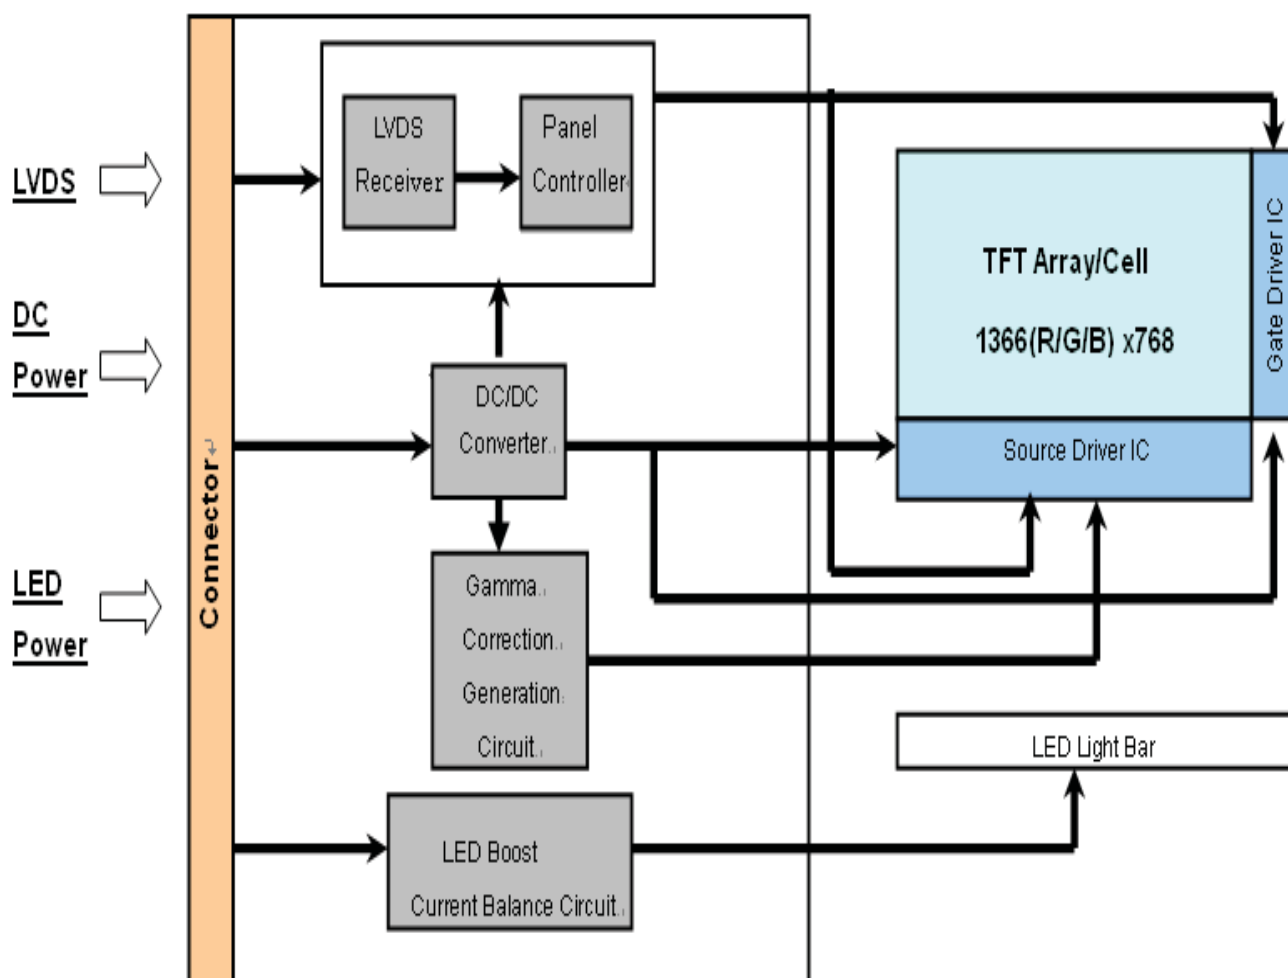 LVDS
DC
Power
LED
Power
Connector
LVDS
Receiver
Panel
Controller
DC/DC
Converter
Gamma
Correction
Generation
Circuit
LED Boost
Current Balance Circuit
TFT Array/Cell
1366(R/G/B) x768
Gate Driver IC
Source Driver IC
LED Light Bar